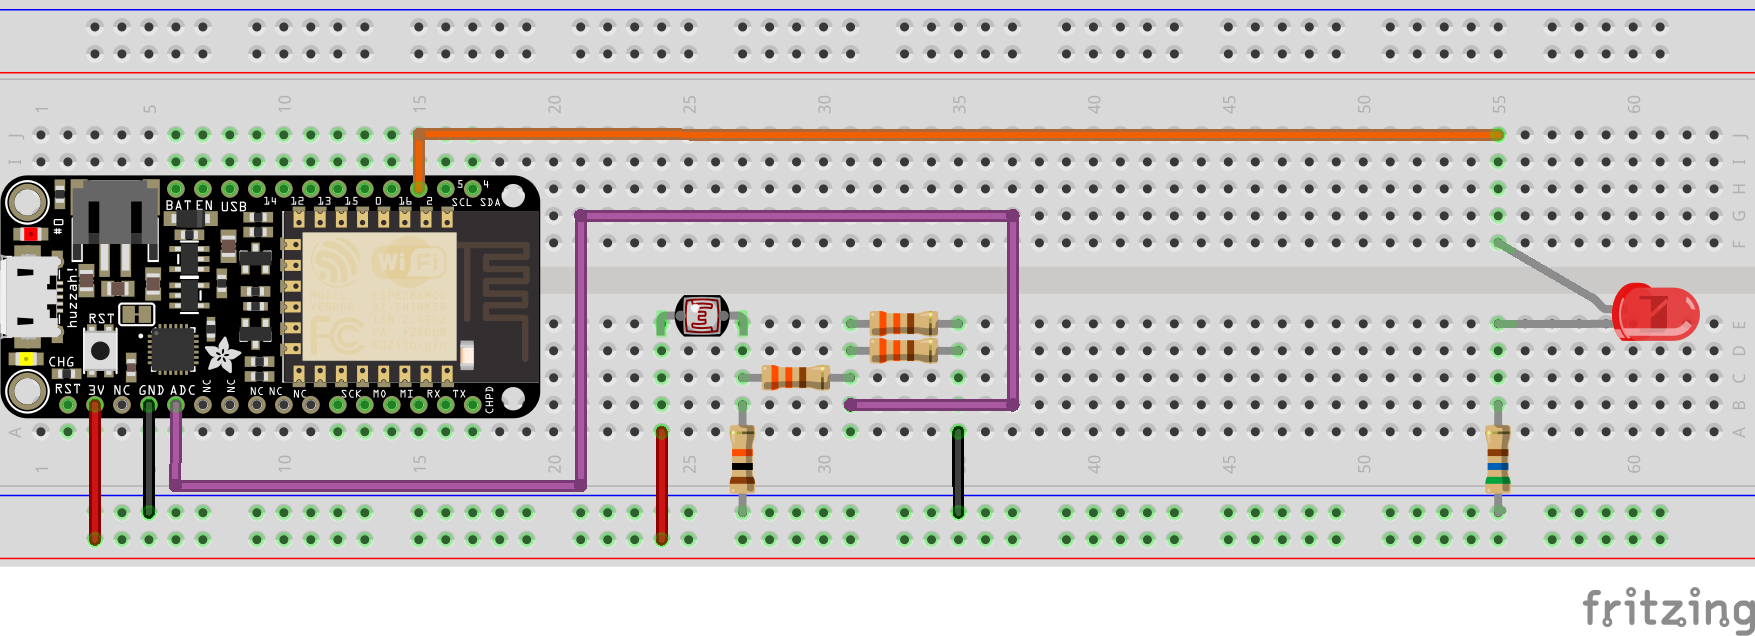 1 5 10 15 20 25 30 35 40 45 50 55 60
J J
I I
H
G
F
E
D
C
B
A A
5 4
BAT EN USB 14 12 13 15 0 16 2 SCL SDA
#0
huzzah!
WiFi
FC
RST
CHG
RST 3V NC GND ADC NC NC NC NC NC SCK MO MI RX TX CHPD
1 10 15 20 25 30 35 40 45 50 55 60
fritzing